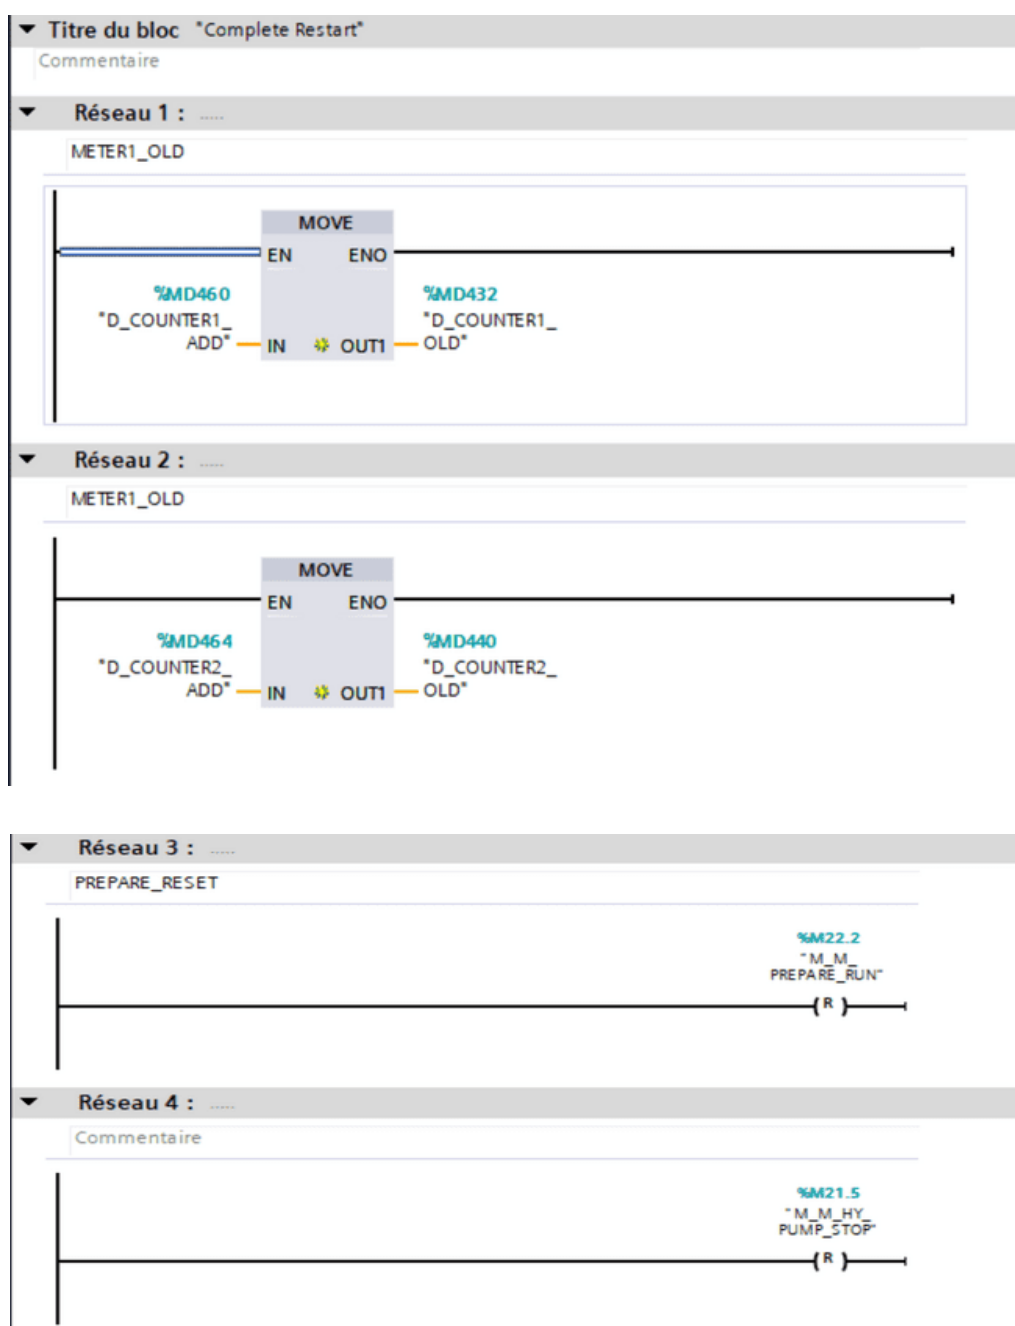 Titre du bloc "Complete Restart"
Commentaire
Réseau 1 : .....
METER1_OLD
MOVE
EN ENO
%MD460 %MD432
"D_COUNTER1_ "D_COUNTER1_
ADD" IN OUT1 OLD"
Réseau 2 : .....
METER1_OLD
MOVE
EN ENO
%MD464 %MD440
"D_COUNTER2_ "D_COUNTER2_
ADD" IN OUT1 OLD"
Réseau 3 : .....
PREPARE_RESET
%M22.2
"M_M_
PREPARE_RUN"
( R )
Réseau 4 : .....
Commentaire
%M21.5
"M_M_HY_
PUMP_STOP"
( R )